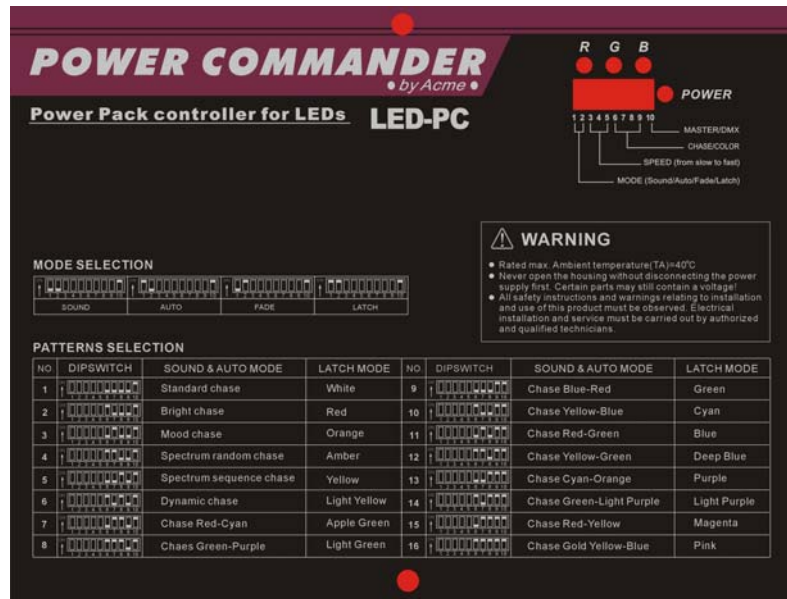 POWER COMMANDER
• by Acme •
Power Pack controller for LEDs LED-PC
R G B
POWER
1 2 3 4 5 6 7 8 9 10
MASTER/DMX
CHASE/COLOR
SPEED (from slow to fast)
MODE (Sound/Auto/Fade/Latch)
WARNING
• Rated max. Ambient temperature(TA)=40°C
• Never open the housing without disconnecting the power
supply first. Certain parts may still contain a voltage!
• All safety instructions and warnings relating to installation
and use of this product must be observed. Electrical
installation and service must be carried out by authorized
and qualified technicians.
MODE SELECTION
SOUND AUTO FADE LATCH
PATTERNS SELECTION
NO. DIPSWITCH SOUND & AUTO MODE LATCH MODE NO. DIPSWITCH SOUND & AUTO MODE LATCH MODE
1 Standard chase White 9 Chase Blue-Red Green
2 Bright chase Red 10 Chase Yellow-Blue Cyan
3 Mood chase Orange 11 Chase Red-Green Blue
4 Spectrum random chase Amber 12 Chase Yellow-Green Deep Blue
5 Spectrum sequence chase Yellow 13 Chase Cyan-Orange Purple
6 Dynamic chase Light Yellow 14 Chase Green-Light Purple Light Purple
7 Chase Red-Cyan Apple Green 15 Chase Red-Yellow Magenta
8 Chaes Green-Purple Light Green 16 Chase Gold Yellow-Blue Pink